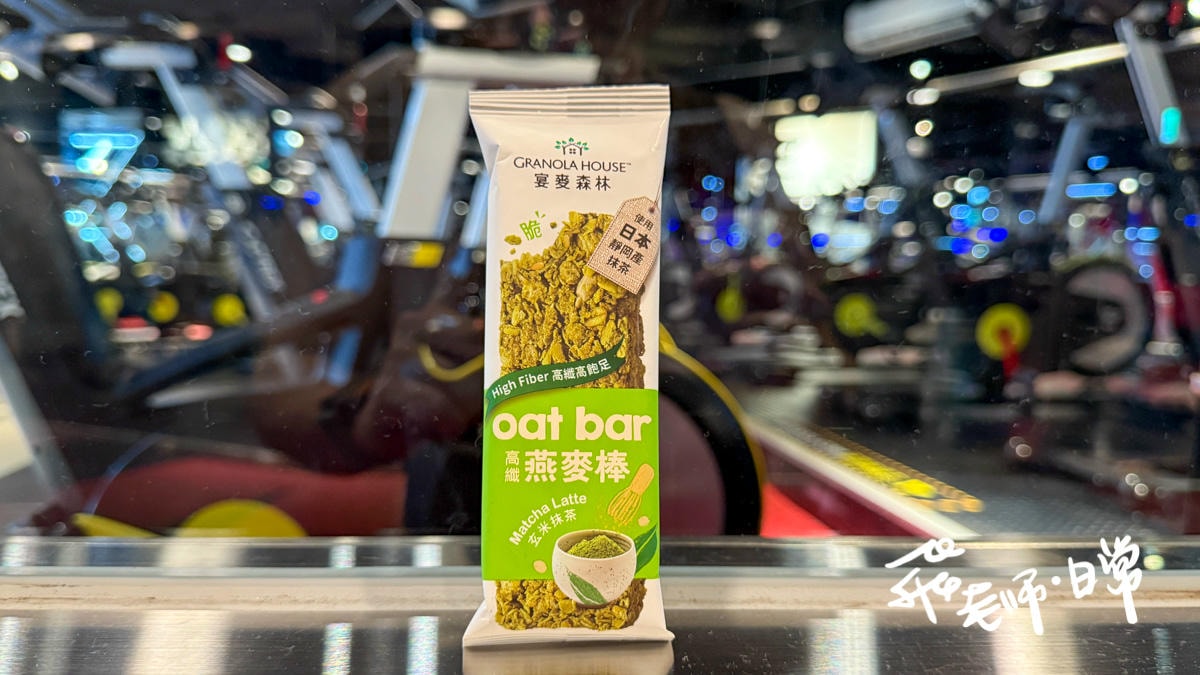 GRANOLA HOUSE™
宴麥森林
脆
使用
日本
靜岡產
抹茶
High Fiber 高纖高飽足
oat bar
高纖 燕麥棒
Matcha Latte
玄米抹茶
飛老师·日常